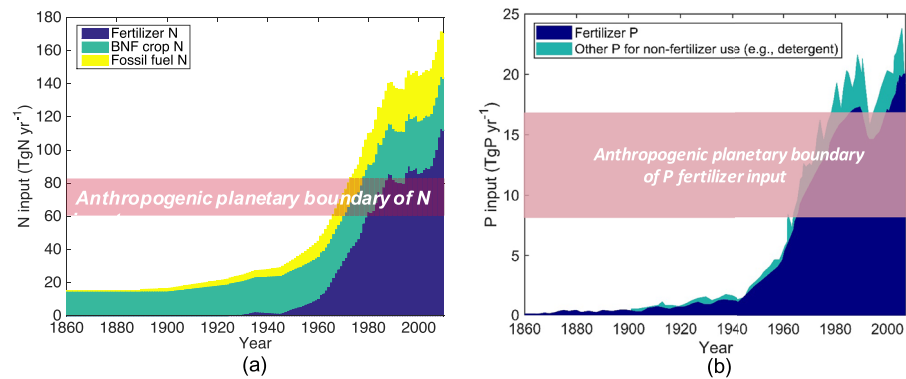 (a)
180
160
140
120
100
80
60
40
20
0
N input (TgN yr⁻¹)
Fertilizer N
BNF crop N
Fossil fuel N
Anthropogenic planetary boundary of N
1860 1880 1900 1920 1940 1960 1980 2000
Year
(b)
25
20
15
10
5
0
P input (TgP yr⁻¹)
Fertilizer P
Other P for non-fertilizer use (e.g., detergent)
Anthropogenic planetary boundary
of P fertilizer input
1860 1880 1900 1920 1940 1960 1980 2000
Year